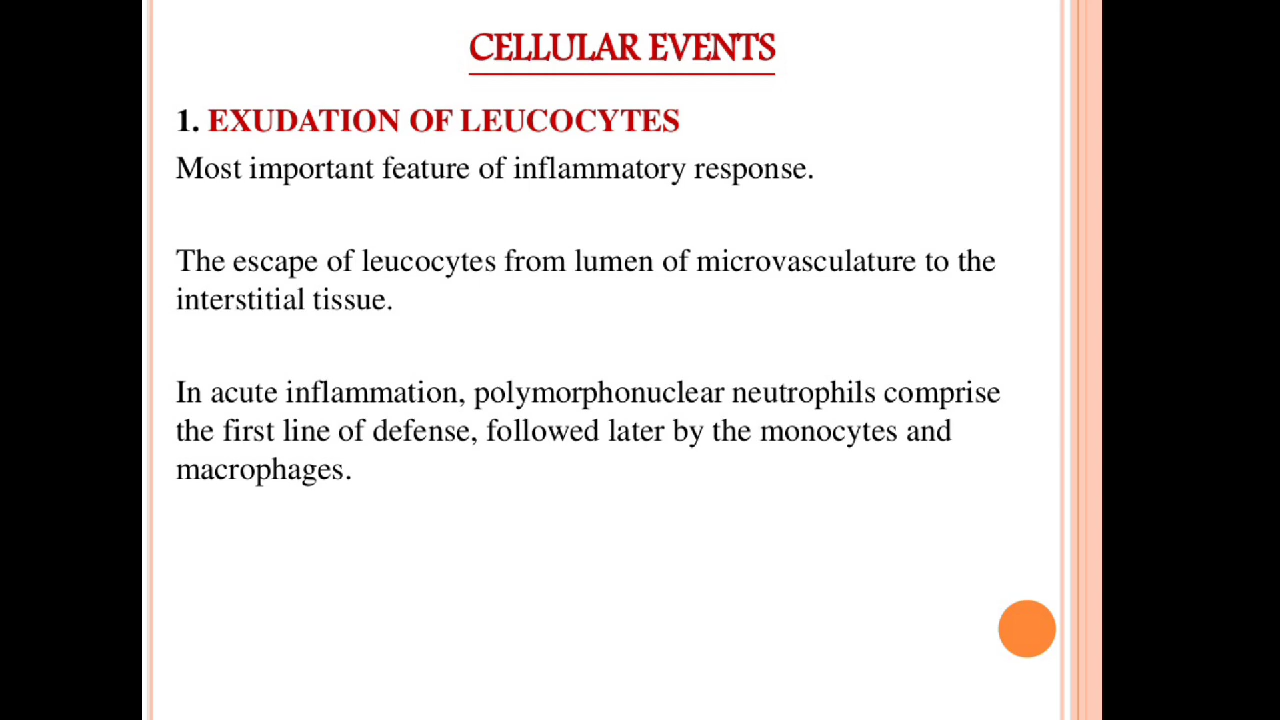 CELLULAR EVENTS
1. EXUDATION OF LEUCOCYTES
Most important feature of inflammatory response.
The escape of leucocytes from lumen of microvasculature to the
interstitial tissue.
In acute inflammation, polymorphonuclear neutrophils comprise
the first line of defense, followed later by the monocytes and
macrophages.